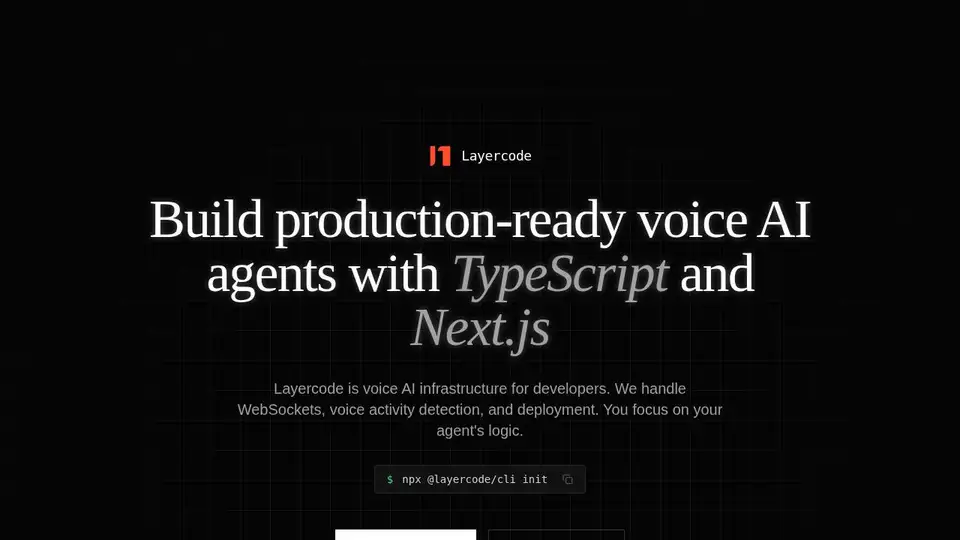 Layercode
Build production-ready voice AI
agents with TypeScript and
Next.js
Layercode is voice AI infrastructure for developers. We handle
WebSockets, voice activity detection, and deployment. You focus on your
agent's logic.
$ npx @layercode/cli init